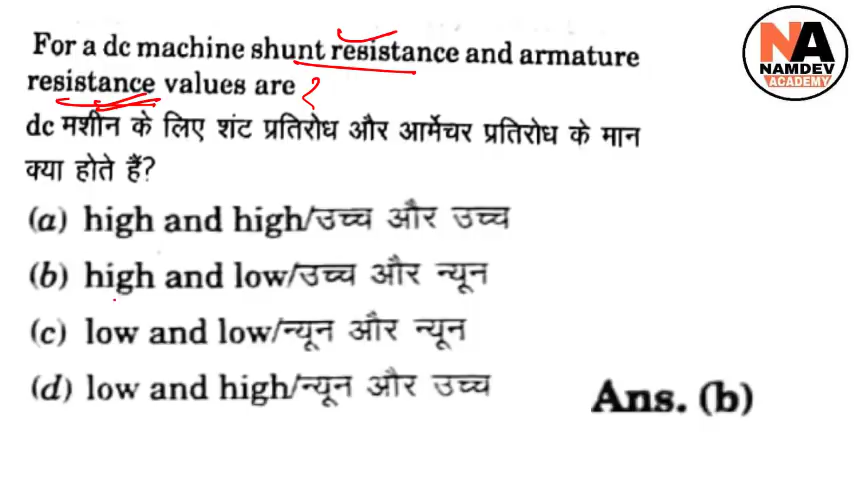 For a dc machine shunt resistance and armature
resistance values are
dc मशीन के लिए शंट प्रतिरोध और आर्मेचर प्रतिरोध के मान
क्या होते हैं?
(a) high and high/उच्च और उच्च
(b) high and low/उच्च और न्यून
(c) low and low/न्यून और न्यून
(d) low and high/न्यून और उच्च
Ans. (b)
NA
NAMDEV
ACADEMY